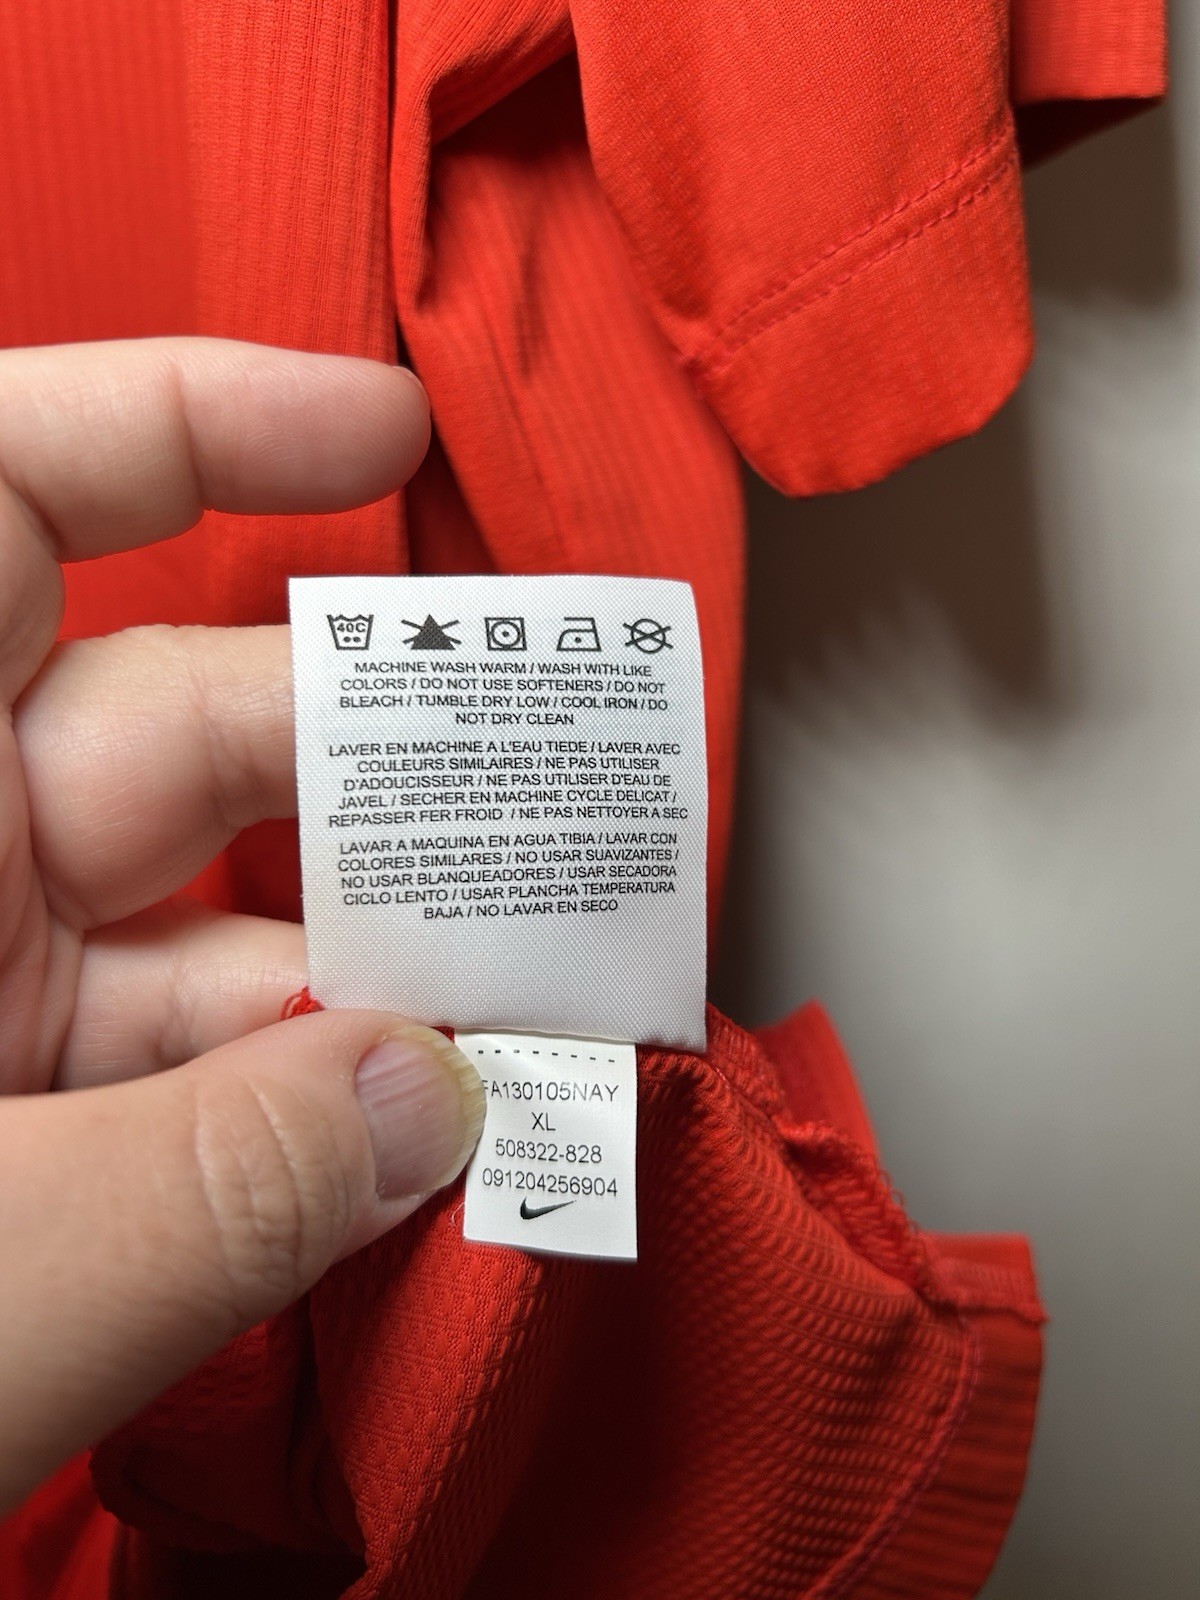 40C
MACHINE WASH WARM / WASH WITH LIKE
COLORS / DO NOT USE SOFTENERS / DO NOT
BLEACH / TUMBLE DRY LOW / COOL IRON / DO
NOT DRY CLEAN
LAVER EN MACHINE A L'EAU TIEDE / LAVER AVEC
COULEURS SIMILAIRES / NE PAS UTILISER
D'ADOUCISSEUR / NE PAS UTILISER D'EAU DE
JAVEL / SECHER EN MACHINE CYCLE DELICAT /
REPASSER FER FROID / NE PAS NETTOYER A SEC
LAVAR A MAQUINA EN AGUA TIBIA / LAVAR CON
COLORES SIMILARES / NO USAR SUAVIZANTES /
NO USAR BLANQUEADORES / USAR SECADORA
CICLO LENTO / USAR PLANCHA TEMPERATURA
BAJA / NO LAVAR EN SECO
FA130105NAY
XL
508322-828
091204256904